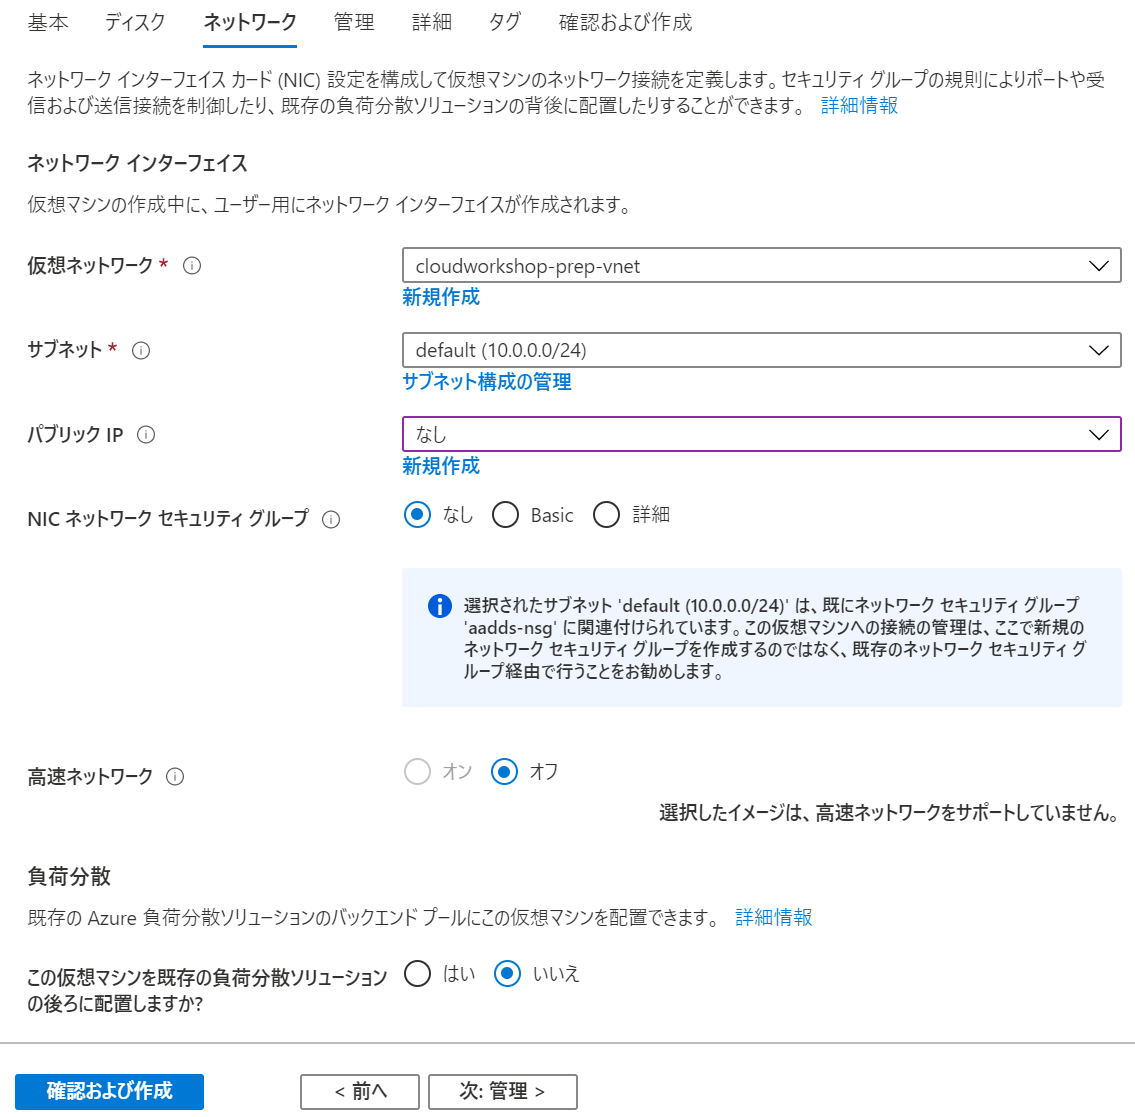 基本 ディスク ネットワーク 管理 詳細 タグ 確認および作成
ネットワーク インターフェイス カード (NIC) 設定を構成して仮想マシンのネットワーク接続を定義します。セキュリティ グループの規則によりポートや受
信および送信接続を制御したり、既存の負荷分散ソリューションの背後に配置したりすることができます。 詳細情報
ネットワーク インターフェイス
仮想マシンの作成中に、ユーザー用にネットワーク インターフェイスが作成されます。
仮想ネットワーク * cloudworkshop-prep-vnet
新規作成
サブネット * default (10.0.0.0/24)
サブネット構成の管理
パブリック IP なし
新規作成
NIC ネットワーク セキュリティ グループ なし Basic 詳細
選択されたサブネット 'default (10.0.0.0/24)' は、既にネットワーク セキュリティ グループ
'aadds-nsg' に関連付けられています。この仮想マシンへの接続の管理は、ここで新規の
ネットワーク セキュリティ グループを作成するのではなく、既存のネットワーク セキュリティ グ
ループ経由で行うことをお勧めします。
高速ネットワーク オン オフ
選択したイメージは、高速ネットワークをサポートしていません。
負荷分散
既存の Azure 負荷分散ソリューションのバックエンド プールにこの仮想マシンを配置できます。 詳細情報
この仮想マシンを既存の負荷分散ソリューション はい いいえ
の後ろに配置しますか?
確認および作成 < 前へ 次: 管理 >